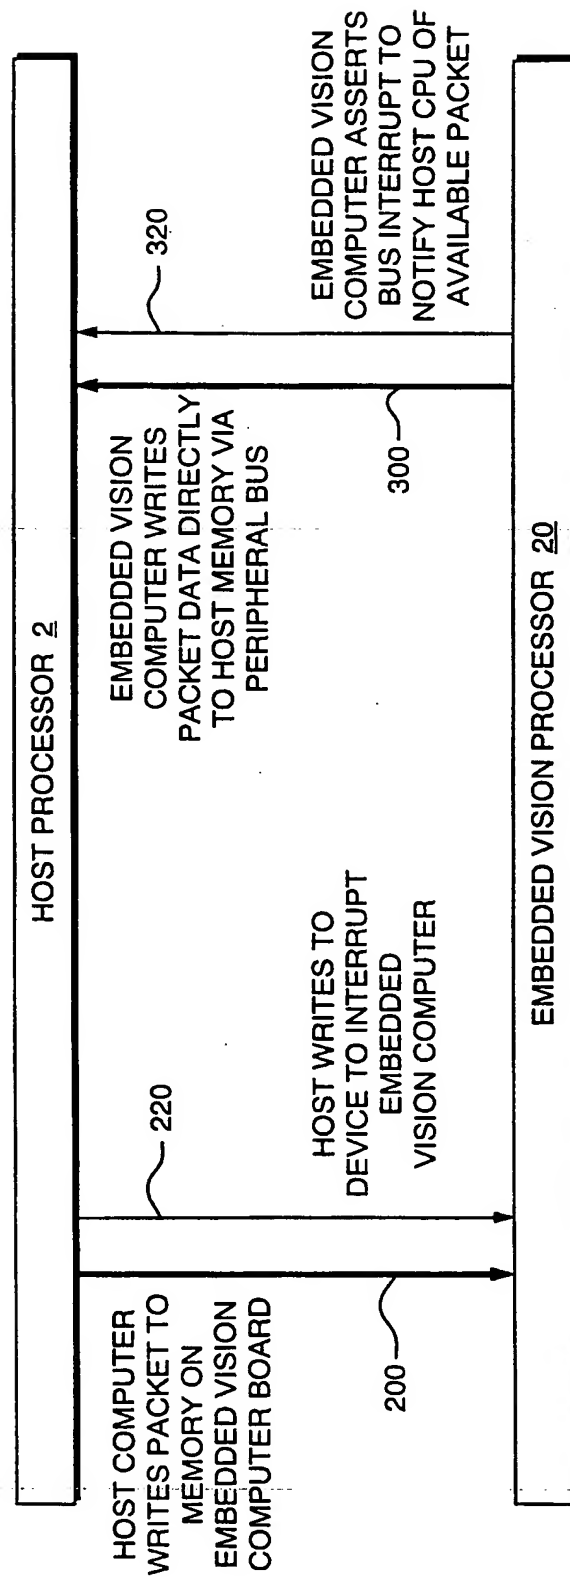 HOST PROCESSOR 2
HOST COMPUTER
WRITES PACKET TO
MEMORY ON
EMBEDDED VISION
COMPUTER BOARD
200
220
HOST WRITES TO
DEVICE TO INTERRUPT
EMBEDDED
VISION COMPUTER
EMBEDDED VISION
COMPUTER WRITES
PACKET DATA DIRECTLY
TO HOST MEMORY VIA
PERIPHERAL BUS
300
320
EMBEDDED VISION
COMPUTER ASSERTS
BUS INTERRUPT TO
NOTIFY HOST CPU OF
AVAILABLE PACKET
EMBEDDED VISION PROCESSOR 20